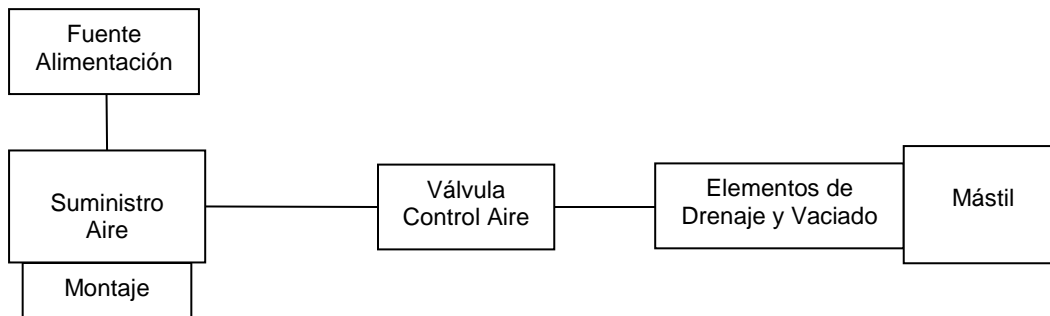 Fuente
Alimentación
Suministro
Aire
Montaje
Válvula
Control Aire
Elementos de
Drenaje y Vaciado
Mástil